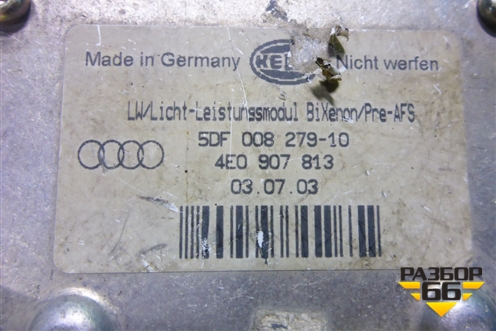 Made in Germany Nicht werfen
LW/Licht-Leistungsmodul BiXenon/Pre-AFS
5DF 008 279-10
4E0 907 813
03.07.03
РАЗБОР
66